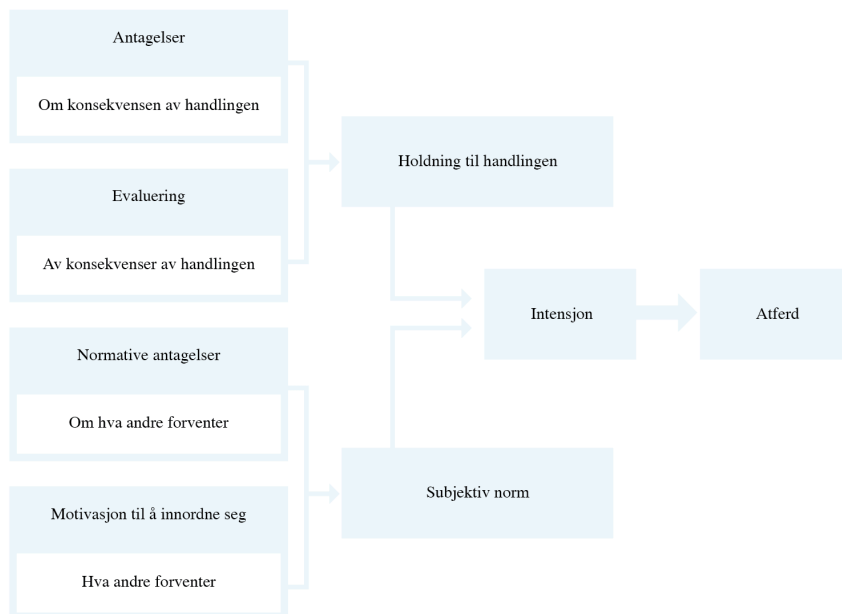 Antagelser
Om konsekvensen av handlingen
Evaluering
Av konsekvenser av handlingen
Normative antagelser
Om hva andre forventer
Motivasjon til å innordne seg
Hva andre forventer
Holdning til handlingen
Subjektiv norm
Intensjon
Atferd